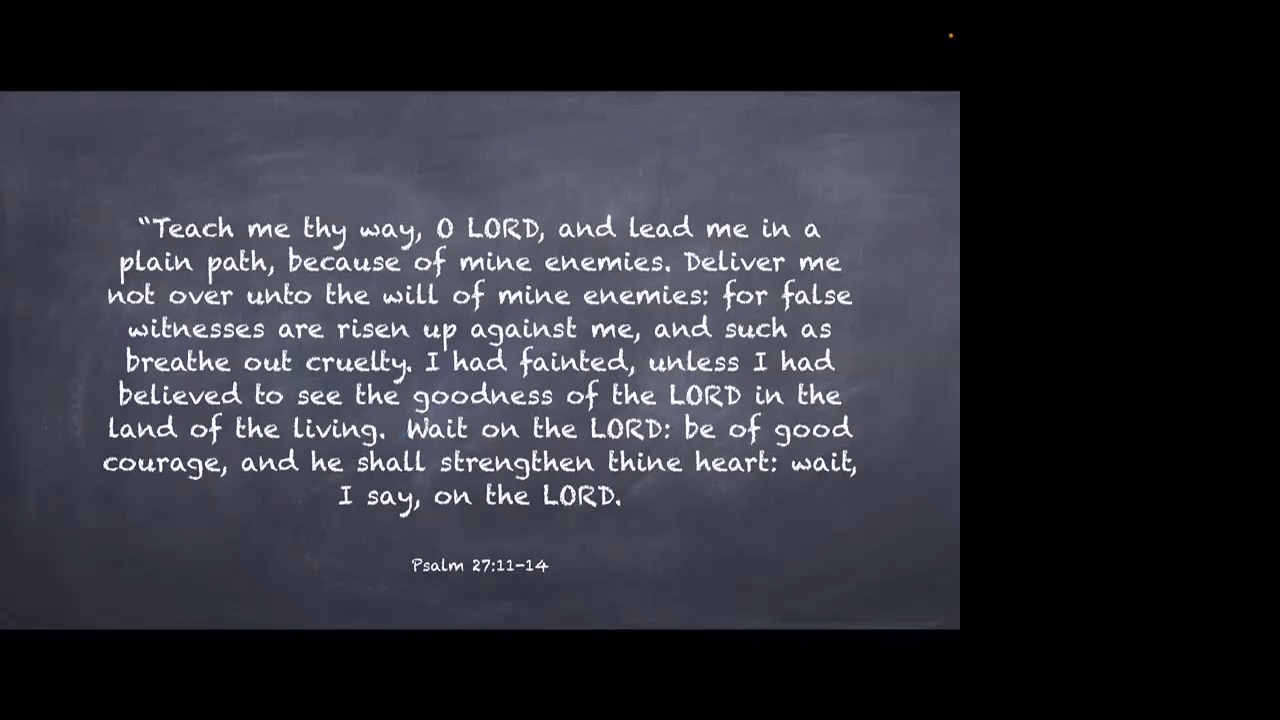 “Teach me thy way, O LORD, and lead me in a
plain path, because of mine enemies. Deliver me
not over unto the will of mine enemies: for false
witnesses are risen up against me, and such as
breathe out cruelty. I had fainted, unless I had
believed to see the goodness of the LORD in the
land of the living.  Wait on the LORD: be of good
courage, and he shall strengthen thine heart: wait,
I say, on the LORD.
Psalm 27:11-14